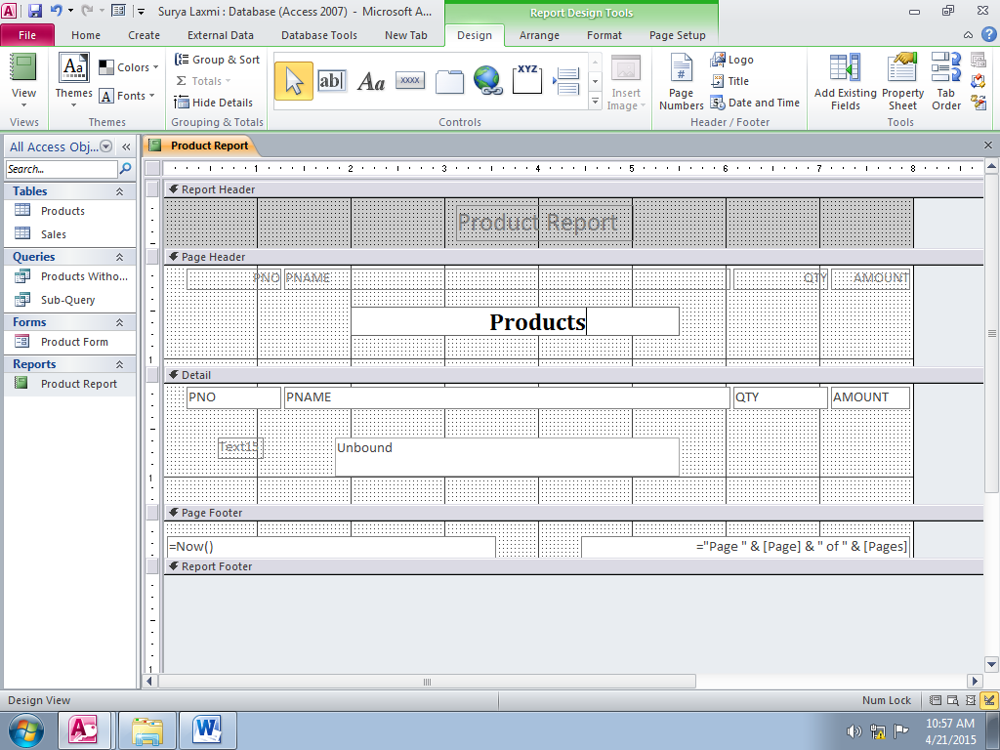 Surya Laxmi : Database (Access 2007) - Microsoft A...
Report Design Tools
File Home Create External Data Database Tools New Tab Design Arrange Format Page Setup
View
Views
Aa
Themes
Colors
Fonts
Themes
Group & Sort
Totals
Hide Details
Grouping & Totals
ab|
Aa
XXXX
XYZ
Controls
Insert
Image
Page
Numbers
Logo
Title
Date and Time
Header / Footer
Add Existing
Fields
Property
Sheet
Tab
Order
Tools
All Access Obj...
Search...
Tables
Products
Sales
Queries
Products Witho...
Sub-Query
Forms
Product Form
Reports
Product Report
Product Report
1 2 3 4 5 6 7 8
Report Header
Product Report
Page Header
PNO PNAME QTY AMOUNT
Products
1
Detail
PNO PNAME QTY AMOUNT
Text15 Unbound
1
Page Footer
=Now() ="Page " & [Page] & " of " & [Pages]
Report Footer
1
Design View Num Lock
10:57 AM
4/21/2015